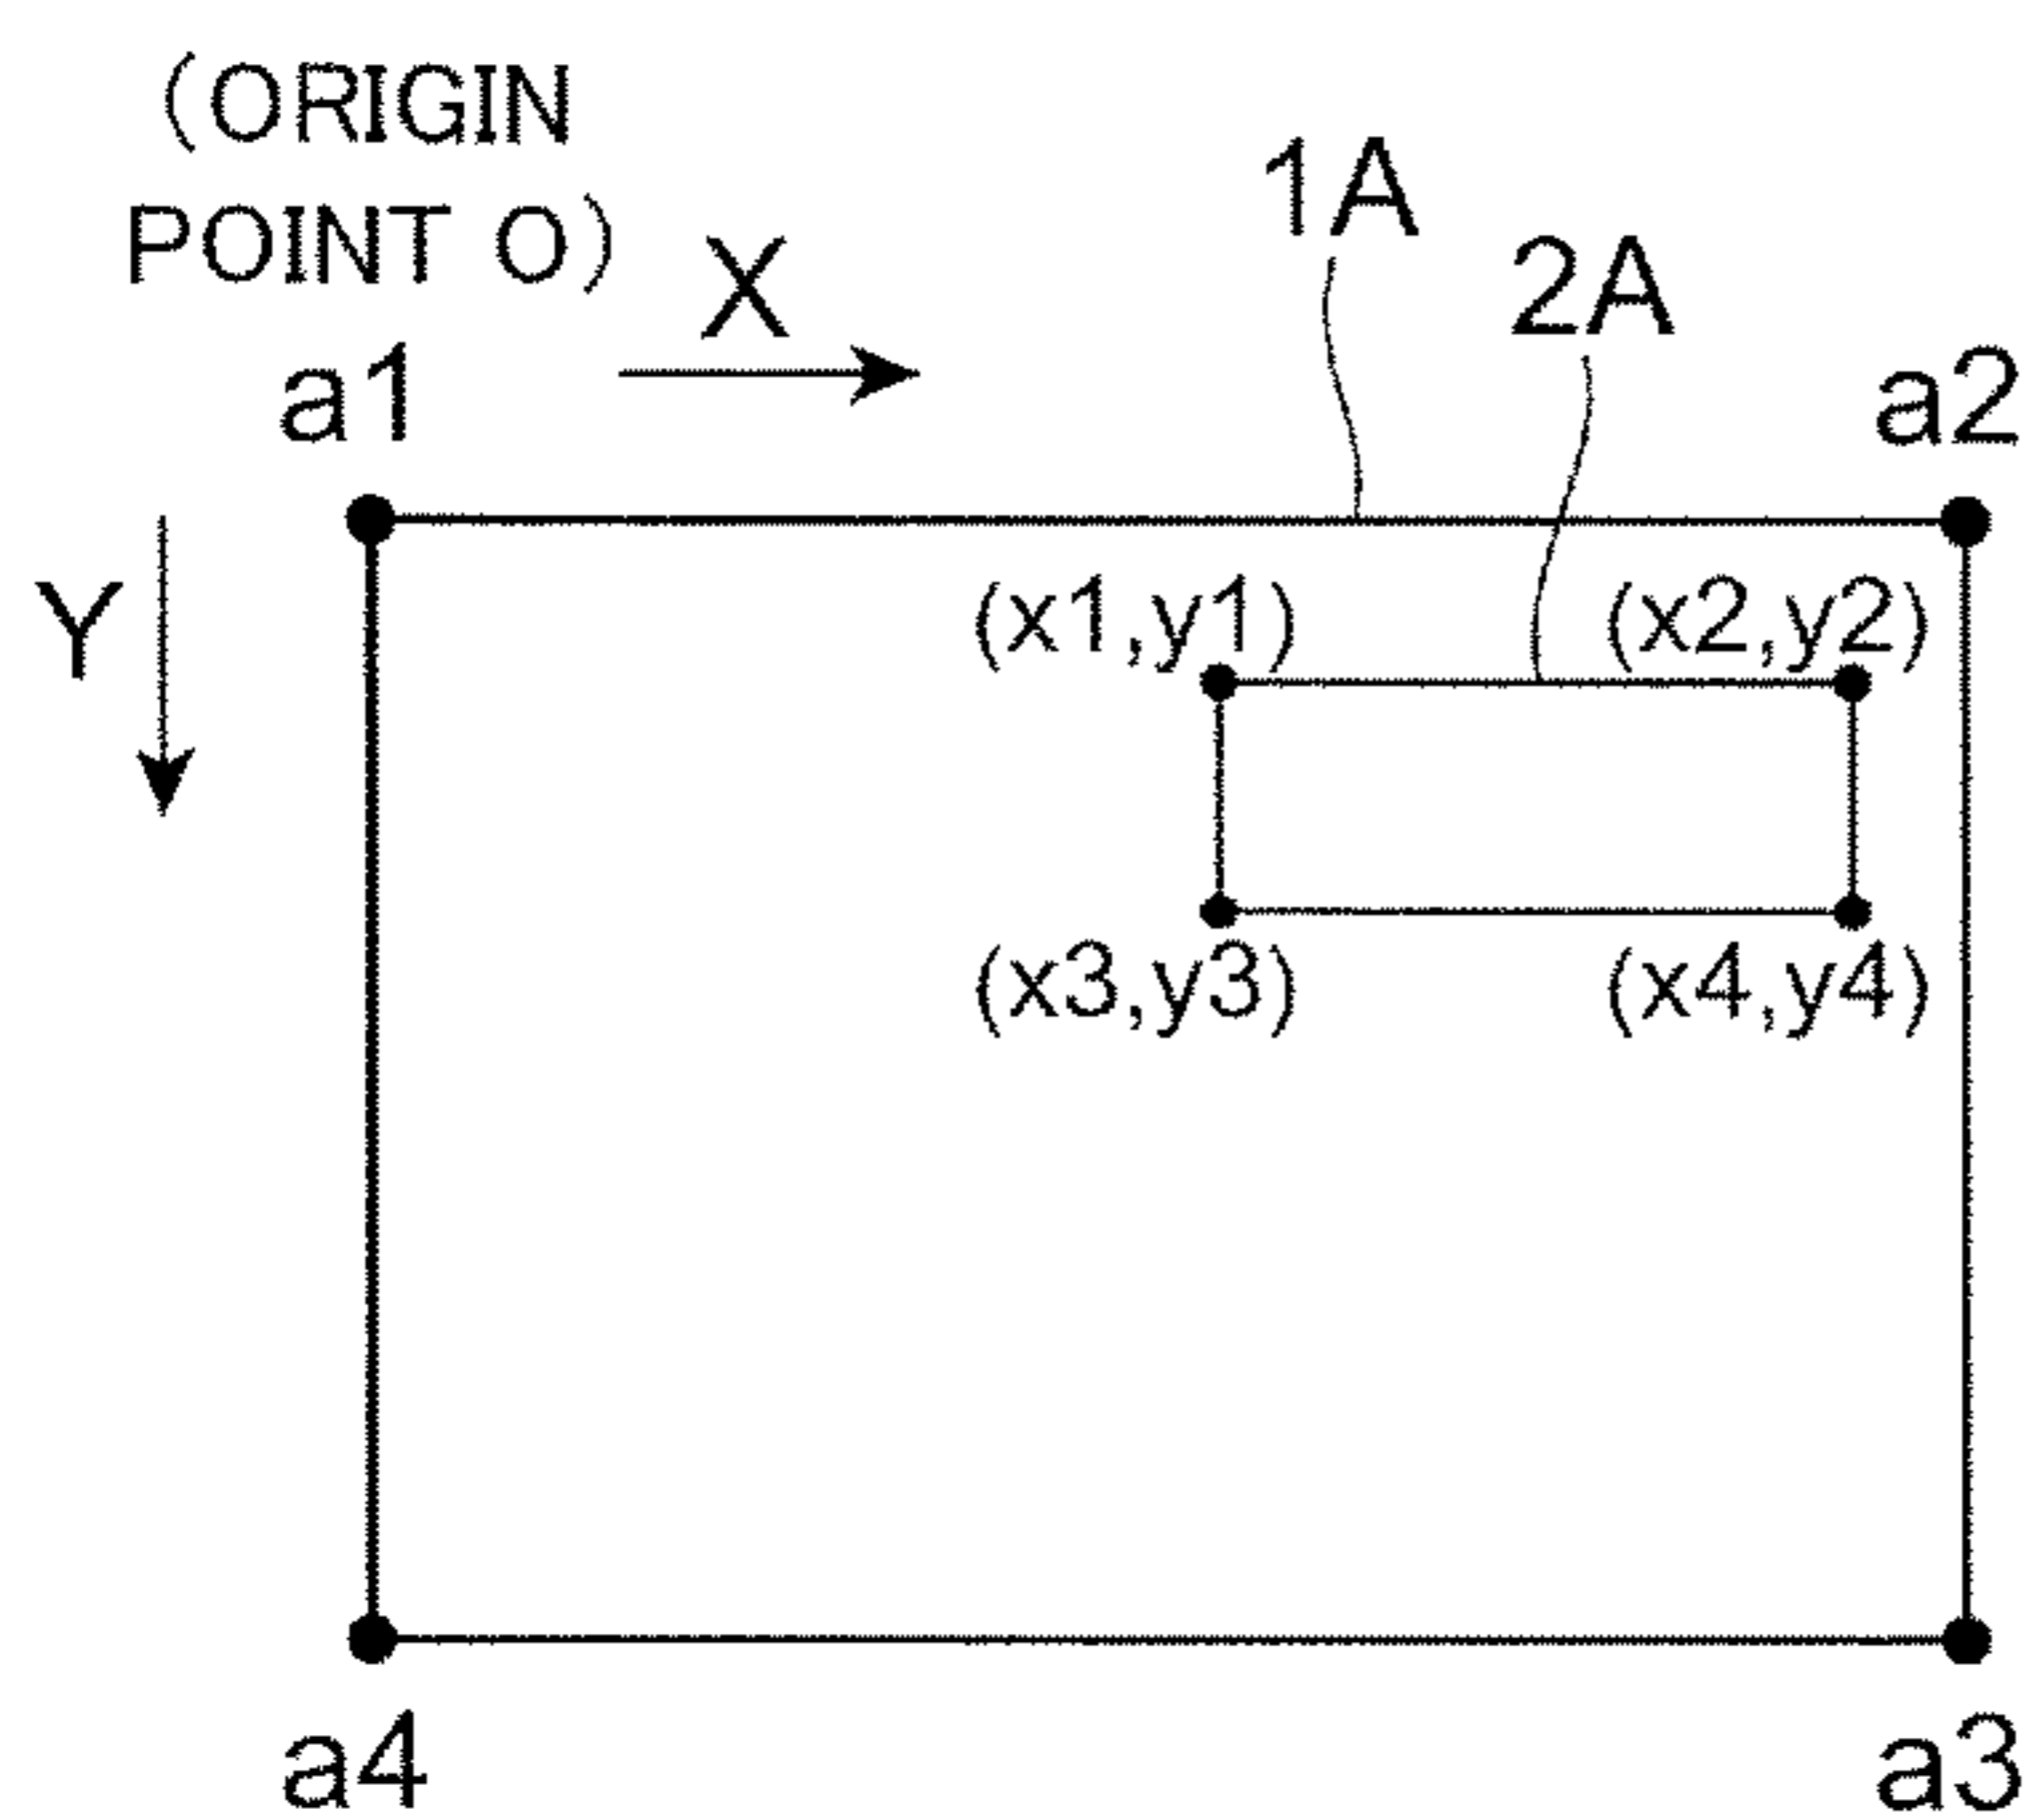 (ORIGIN
POINT O)
X
1A
2A
a1
a2
Y
(x1,y1)
(x2,y2)
(x3,y3)
(x4,y4)
a4
a3